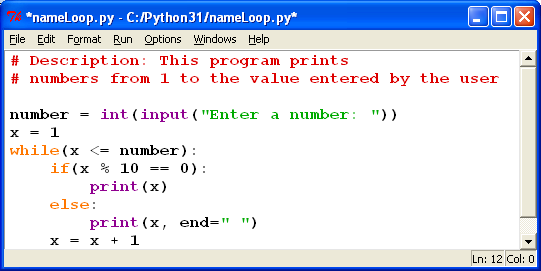 *nameLoop.py - C:/Python31/nameLoop.py*
File Edit Format Run Options Windows Help
# Description: This program prints
# numbers from 1 to the value entered by the user
number = int(input("Enter a number: "))
x = 1
while(x <= number):
    if(x % 10 == 0):
        print(x)
    else:
        print(x, end=" ")
    x = x + 1
Ln: 12 Col: 0